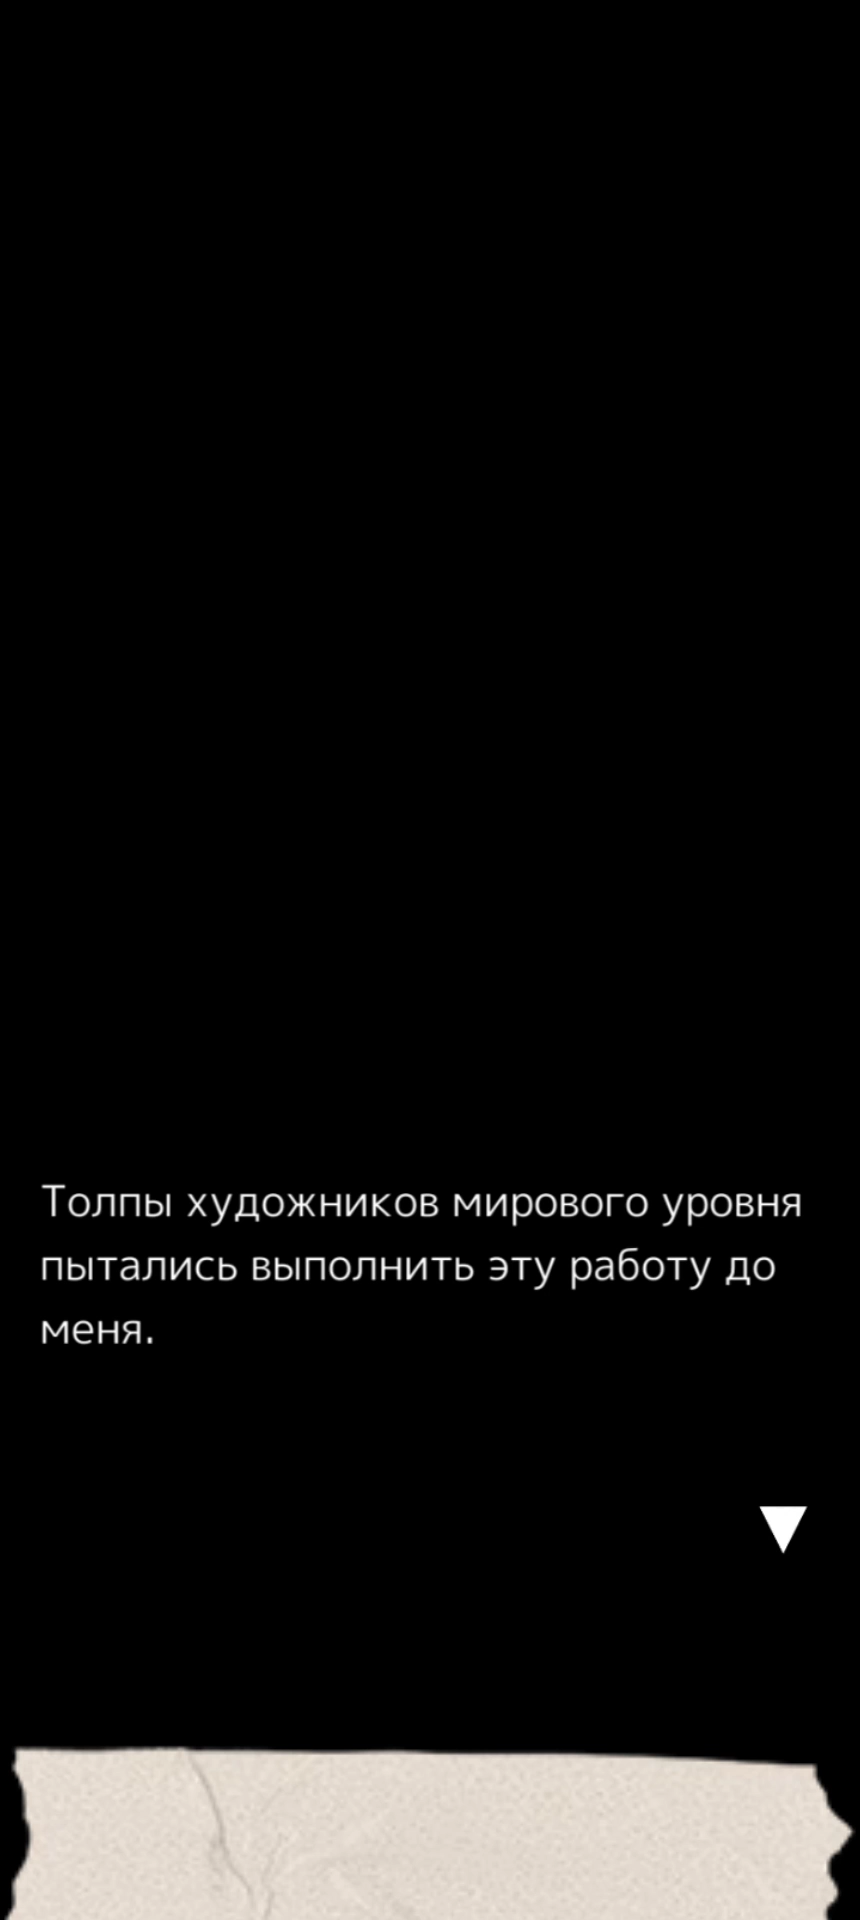 Толпы художников мирового уровня
пытались выполнить эту работу до
меня.